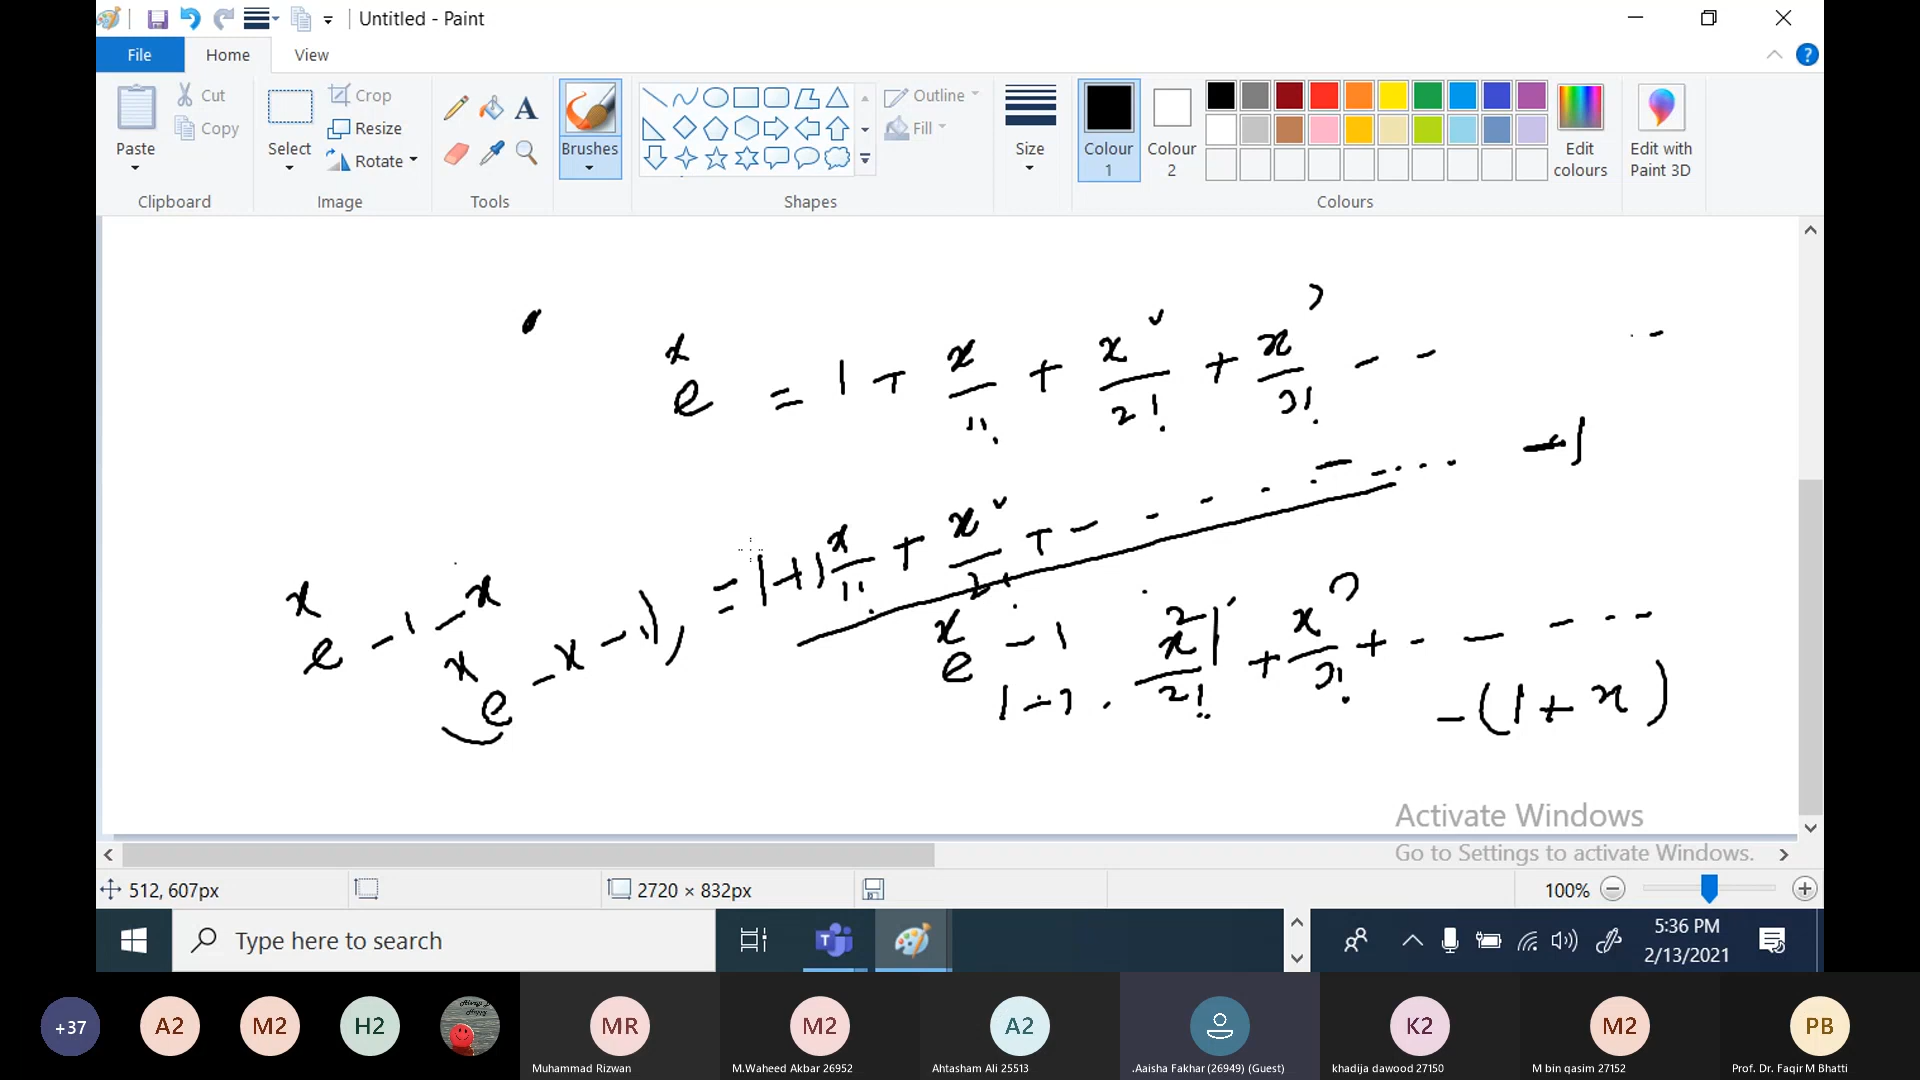 Untitled - Paint
File Home View
Paste
Cut
Copy
Clipboard
Select
Crop
Resize
Rotate
Image
A
Tools
Brushes
Outline
Fill
Shapes
Size
Colour 1
Colour 2
Edit colours
Colours
Edit with Paint 3D
?
x
e = 1 + x/1! + x²/2! + x³/3! - -
- 1
= 1 + x/1! + x²/2! + - - - -
x
e - 1 - x
x
e - x - 1
x
e - 1 x²/2! + x³/3! + - - - -
-(1 + x)
Activate Windows
Go to Settings to activate Windows.
512, 607px
2720 × 832px
100%
Type here to search
5:36 PM
2/13/2021
+37 A2 M2 H2 MR M2 A2 K2 M2 PB
Muhammad Rizwan
M.Waheed Akbar 26952
Ahtasham Ali 25513
.Aaisha Fakhar (26949) (Guest)
khadija dawood 27150
M bin qasim 27152
Prof. Dr. Faqir M Bhatti